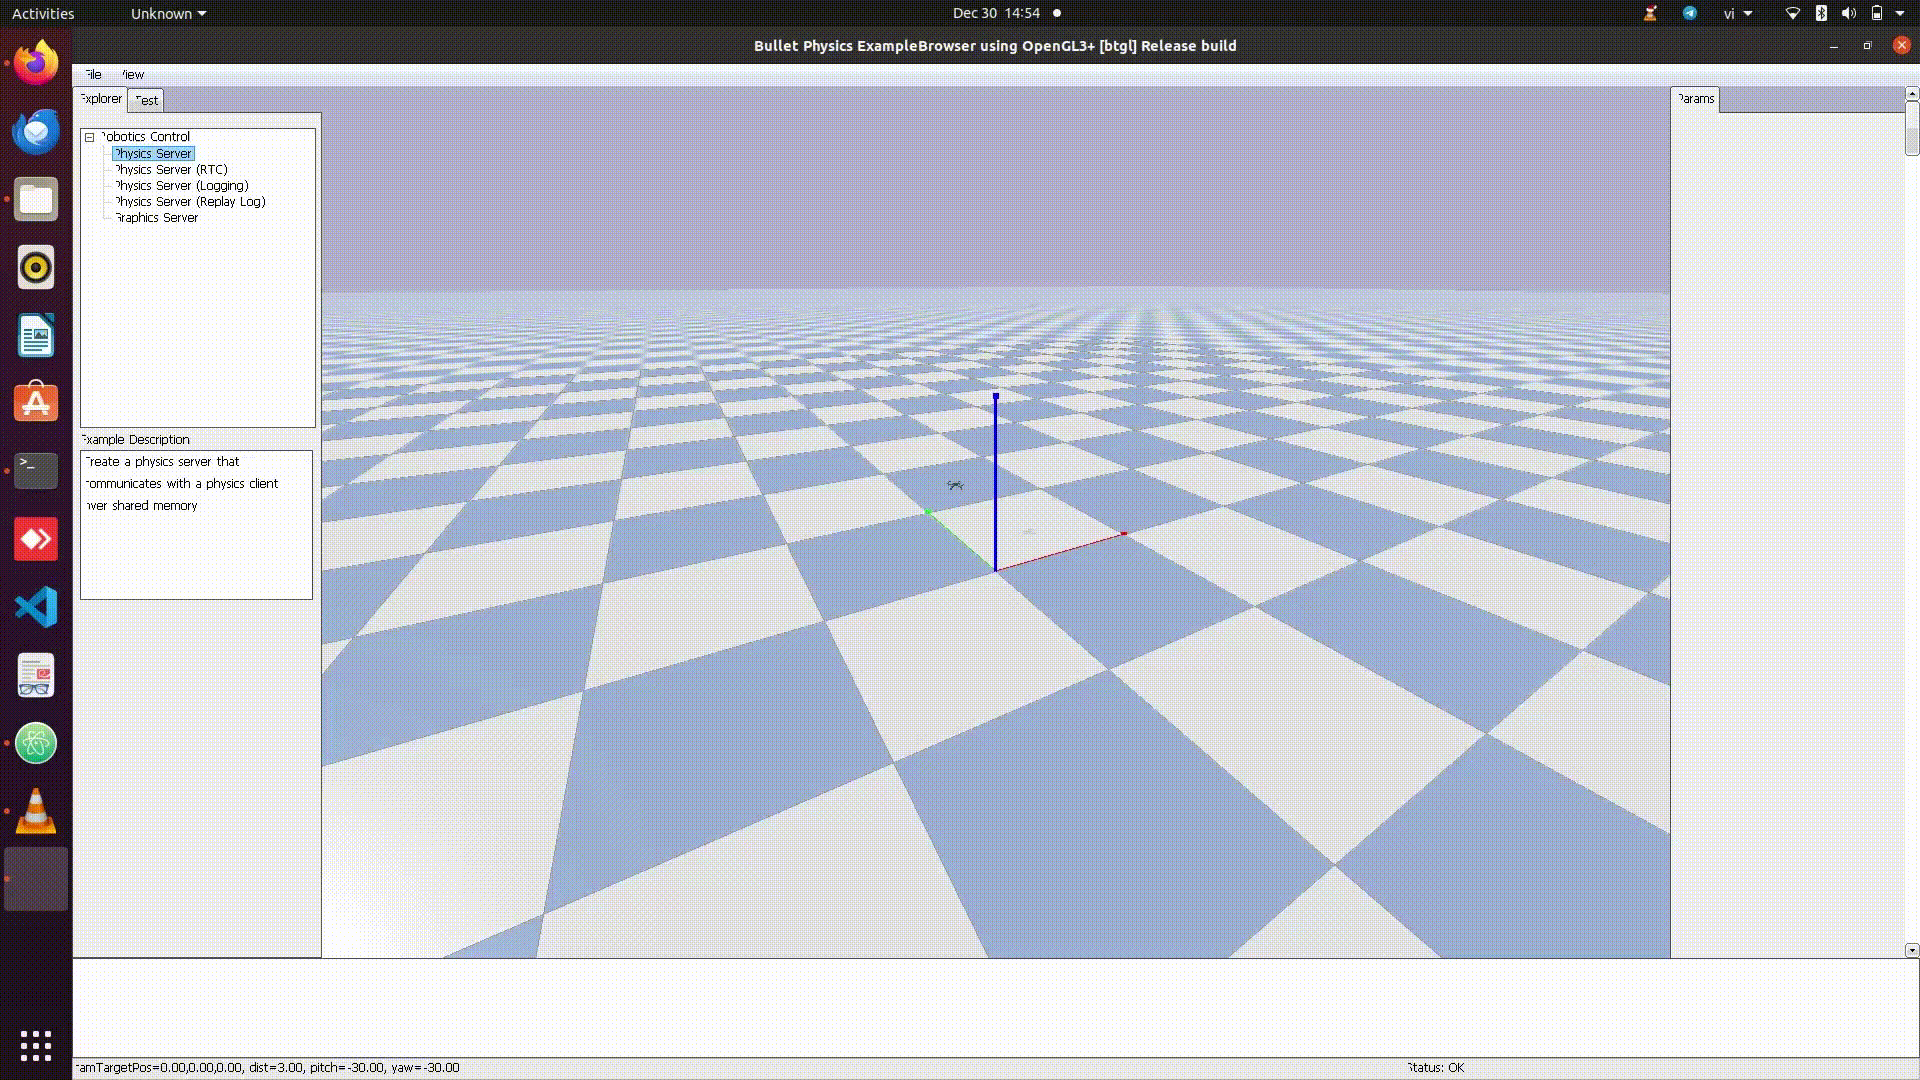 Activities
Unknown
Dec 30 14:54
vi
Bullet Physics ExampleBrowser using OpenGL3+ [btgl] Release build
File View
Explorer Test
Params
Robotics Control
Physics Server
Physics Server (RTC)
Physics Server (Logging)
Physics Server (Replay Log)
Graphics Server
Example Description
Create a physics server that
communicates with a physics client
over shared memory
camTargetPos=0.00,0.00,0.00, dist=3.00, pitch=-30.00, yaw=-30.00
Status: OK